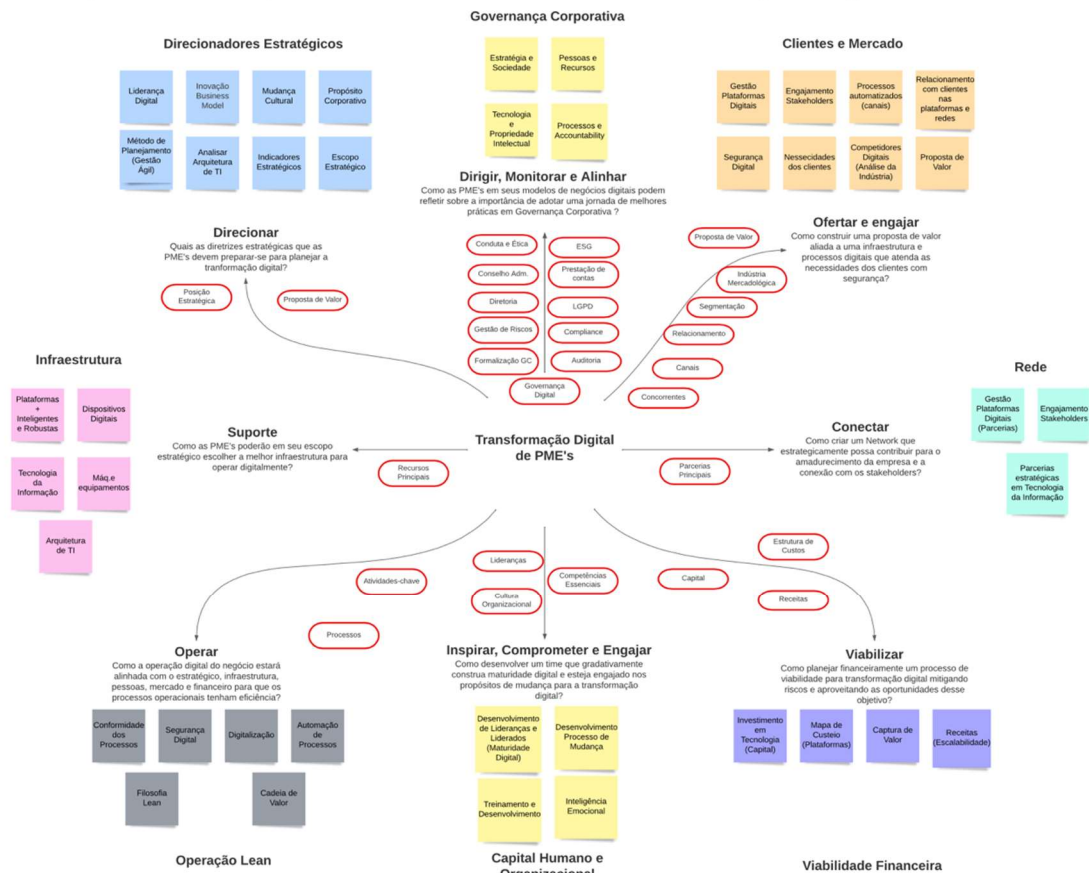 Governança Corporativa
Estratégia e
Sociedade
Pessoas e
Recursos
Tecnologia
e
Propriedade
Intelectual
Processos e
Accountability
Dirigir, Monitorar e Alinhar
Como as PME's em seus modelos de negócios digitais podem
refletir sobre a importância de adotar uma jornada de melhores
práticas em Governança Corporativa ?
Conduta e Ética
ESG
Conselho Adm.
Prestação de
contas
Diretoria
LGPD
Gestão de Riscos
Compliance
Formalização GC
Auditoria
Governança
Digital
Direcionadores Estratégicos
Liderança
Digital
Inovação
Business
Model
Mudança
Cultural
Propósito
Corporativo
Método de
Planejamento
(Gestão
Ágil)
Analisar
Arquitetura
de TI
Indicadores
Estratégicos
Escopo
Estratégico
Direcionar
Quais as diretrizes estratégicas que as
PME's devem preparar-se para planejar a
tranformação digital?
Posição
Estratégica
Proposta de Valor
Clientes e Mercado
Gestão
Plataformas
Digitais
Engajamento
Stakeholders
Processos
automatizados
(canais)
Relacionamento
com clientes
nas
plataformas e
redes
Segurança
Digital
Nessecidades
dos clientes
Competidores
Digitais
(Análise da
Indústria)
Proposta de
Valor
Ofertar e engajar
Como construir uma proposta de valor
aliada a uma infraestrutura e
processos digitais que atenda as
necessidades dos clientes com
segurança?
Proposta de Valor
Indústria
Mercadológica
Segmentação
Relacionamento
Canais
Concorrentes
Infraestrutura
Plataformas
+
Inteligentes
e Robustas
Dispositivos
Digitais
Tecnologia
da
Informação
Máq.e
equipamentos
Arquitetura
de TI
Suporte
Como as PME's poderão em seu escopo
estratégico escolher a melhor infraestrutura para
operar digitalmente?
Recursos
Principais
Transformação Digital
de PME's
Parcerias
Principais
Conectar
Como criar um Network que
estrategicamente possa contribuir para o
amadurecimento da empresa e a
conexão com os stakeholders?
Rede
Gestão
Plataformas
Digitais
(Parcerias)
Engajamento
Stakeholders
Parcerias
estratégicas
em Tecnologia
da Informação
Atividades-chave
Processos
Operar
Como a operação digital do negócio estará
alinhada com o estratégico, infraestrutura,
pessoas, mercado e financeiro para que os
processos operacionais tenham eficiência?
Conformidade
dos
Processos
Segurança
Digital
Digitalização
Automação
de
Processos
Filosofia
Lean
Cadeia de
Valor
Operação Lean
Lideranças
Competências
Essenciais
Cultura
Organizacional
Inspirar, Comprometer e Engajar
Como desenvolver um time que gradativamente
construa maturidade digital e esteja engajado nos
propósitos de mudança para a transformação
digital?
Desenvolvimento
de Lideranças e
Liderados
(Maturidade
Digital)
Desenvolvimento
Processo de
Mudança
Treinamento e
Desenvolvimento
Inteligência
Emocional
Capital Humano e
Organizacional
Estrutura de
Custos
Capital
Receitas
Viabilizar
Como planejar financeiramente um processo de
viabilidade para transformação digital mitigando
riscos e aproveitando as oportunidades desse
objetivo?
Investimento
em
Tecnologia
(Capital)
Mapa de
Custeio
(Plataformas)
Captura de
Valor
Receitas
(Escalabilidade)
Viabilidade Financeira